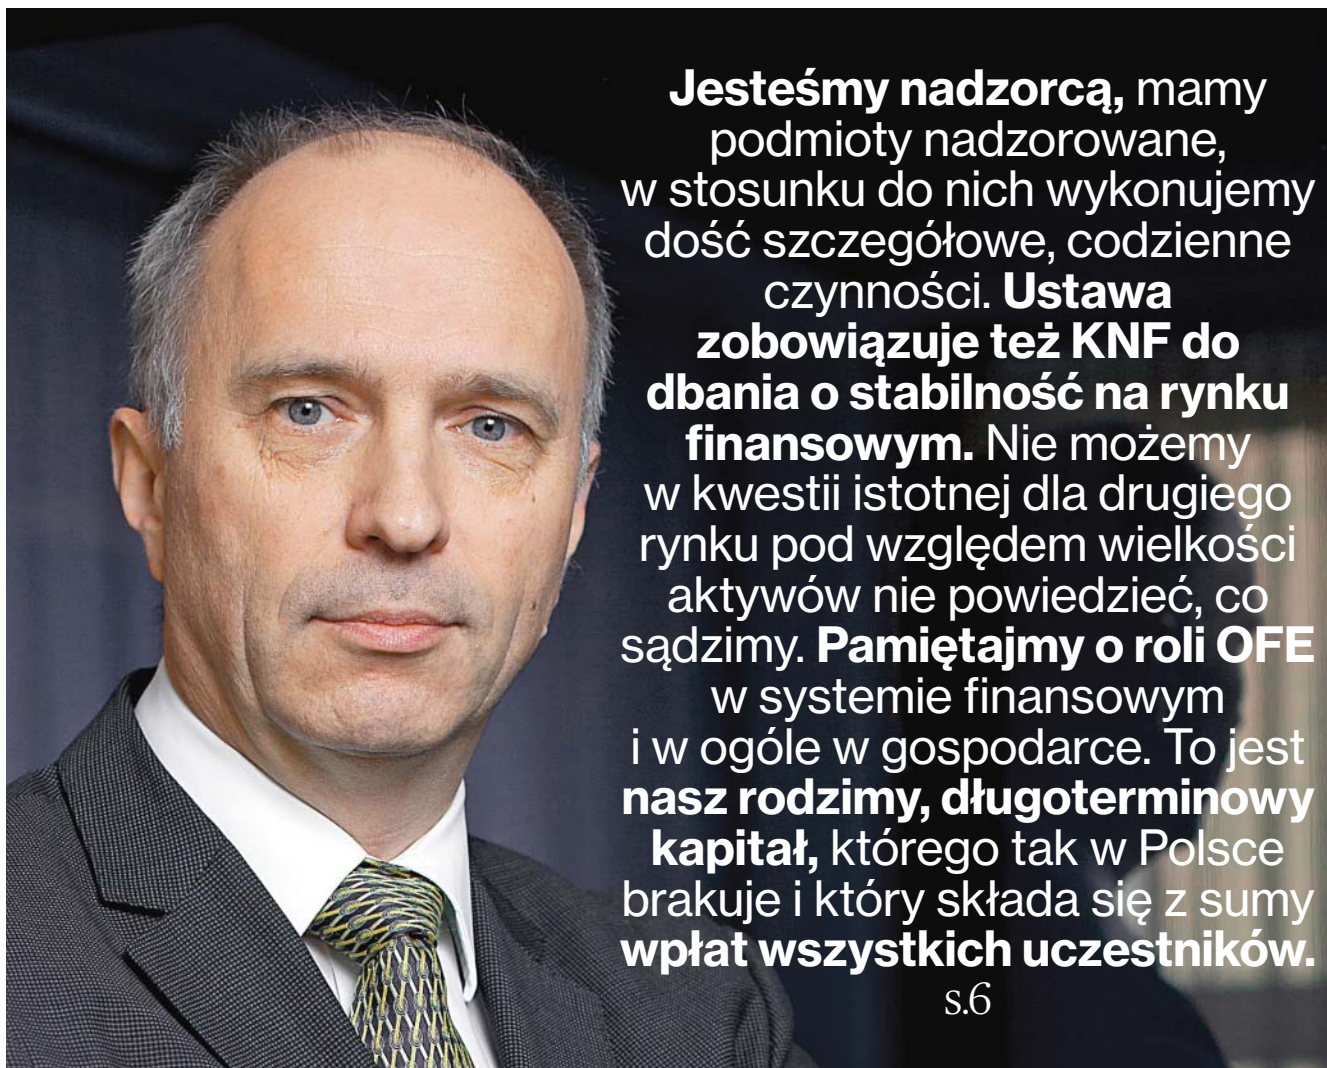 Jesteśmy nadzorcą, mamy
podmioty nadzorowane,
w stosunku do nich wykonujemy
dość szczegółowe, codzienne
czynności. Ustawa
zobowiązuje też KNF do
dbania o stabilność na rynku
finansowym. Nie możemy
w kwestii istotnej dla drugiego
rynku pod względem wielkości
aktywów nie powiedzieć, co
sądzimy. Pamiętajmy o roli OFE
w systemie finansowym
i w ogóle w gospodarce. To jest
nasz rodzimy, długoterminowy
kapitał, którego tak w Polsce
brakuje i który składa się z sumy
wpłat wszystkich uczestników.
s.6